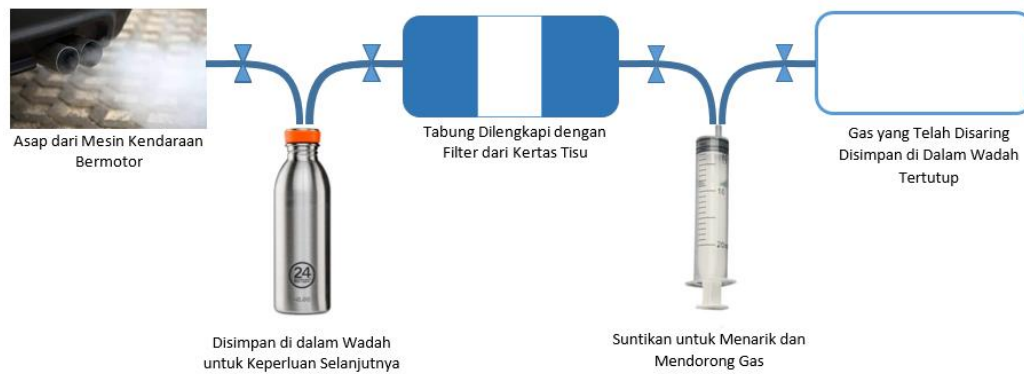 Asap dari Mesin Kendaraan
Bermotor
Tabung Dilengkapi dengan
Filter dari Kertas Tisu
Gas yang Telah Disaring
Disimpan di Dalam Wadah
Tertutup
24
Disimpan di dalam Wadah
untuk Keperluan Selanjutnya
Suntikan untuk Menarik dan
Mendorong Gas